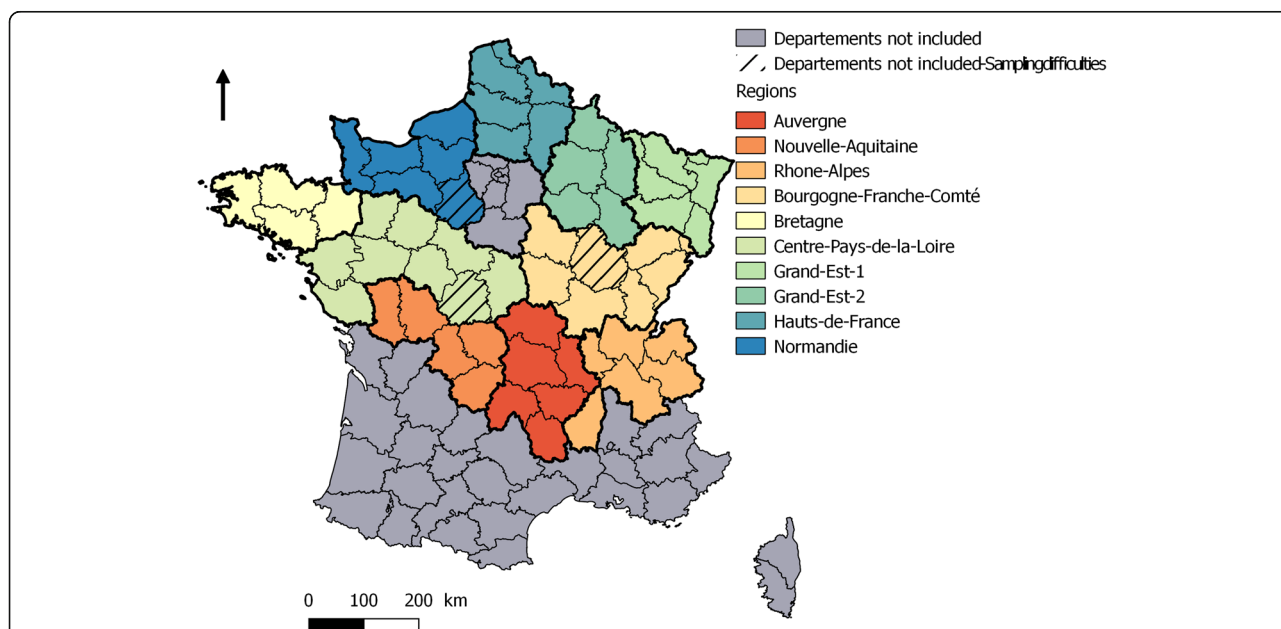 Departements not included
Departements not included-Samplingdifficulties
Regions
Auvergne
Nouvelle-Aquitaine
Rhone-Alpes
Bourgogne-Franche-Comté
Bretagne
Centre-Pays-de-la-Loire
Grand-Est-1
Grand-Est-2
Hauts-de-France
Normandie
0 100 200 km